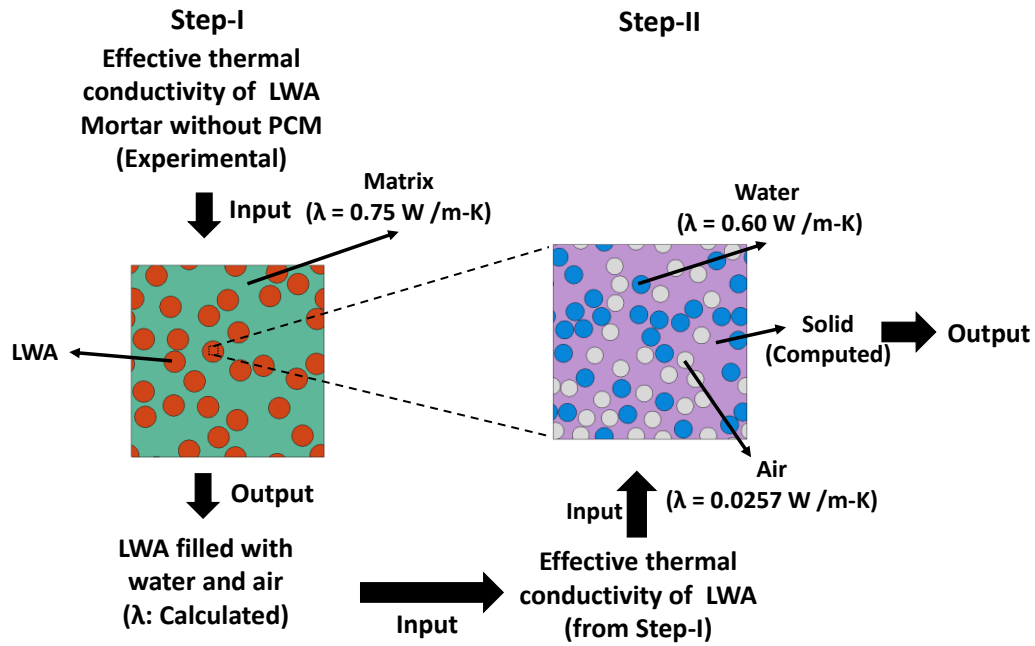 Step-I
Effective thermal
conductivity of LWA
Mortar without PCM
(Experimental)
Input
Matrix
(λ = 0.75 W /m-K)
LWA
Output
LWA filled with
water and air
(λ: Calculated)
Input
Step-II
Water
(λ = 0.60 W /m-K)
Solid
(Computed)
Output
Air
(λ = 0.0257 W /m-K)
Input
Effective thermal
conductivity of LWA
(from Step-I)